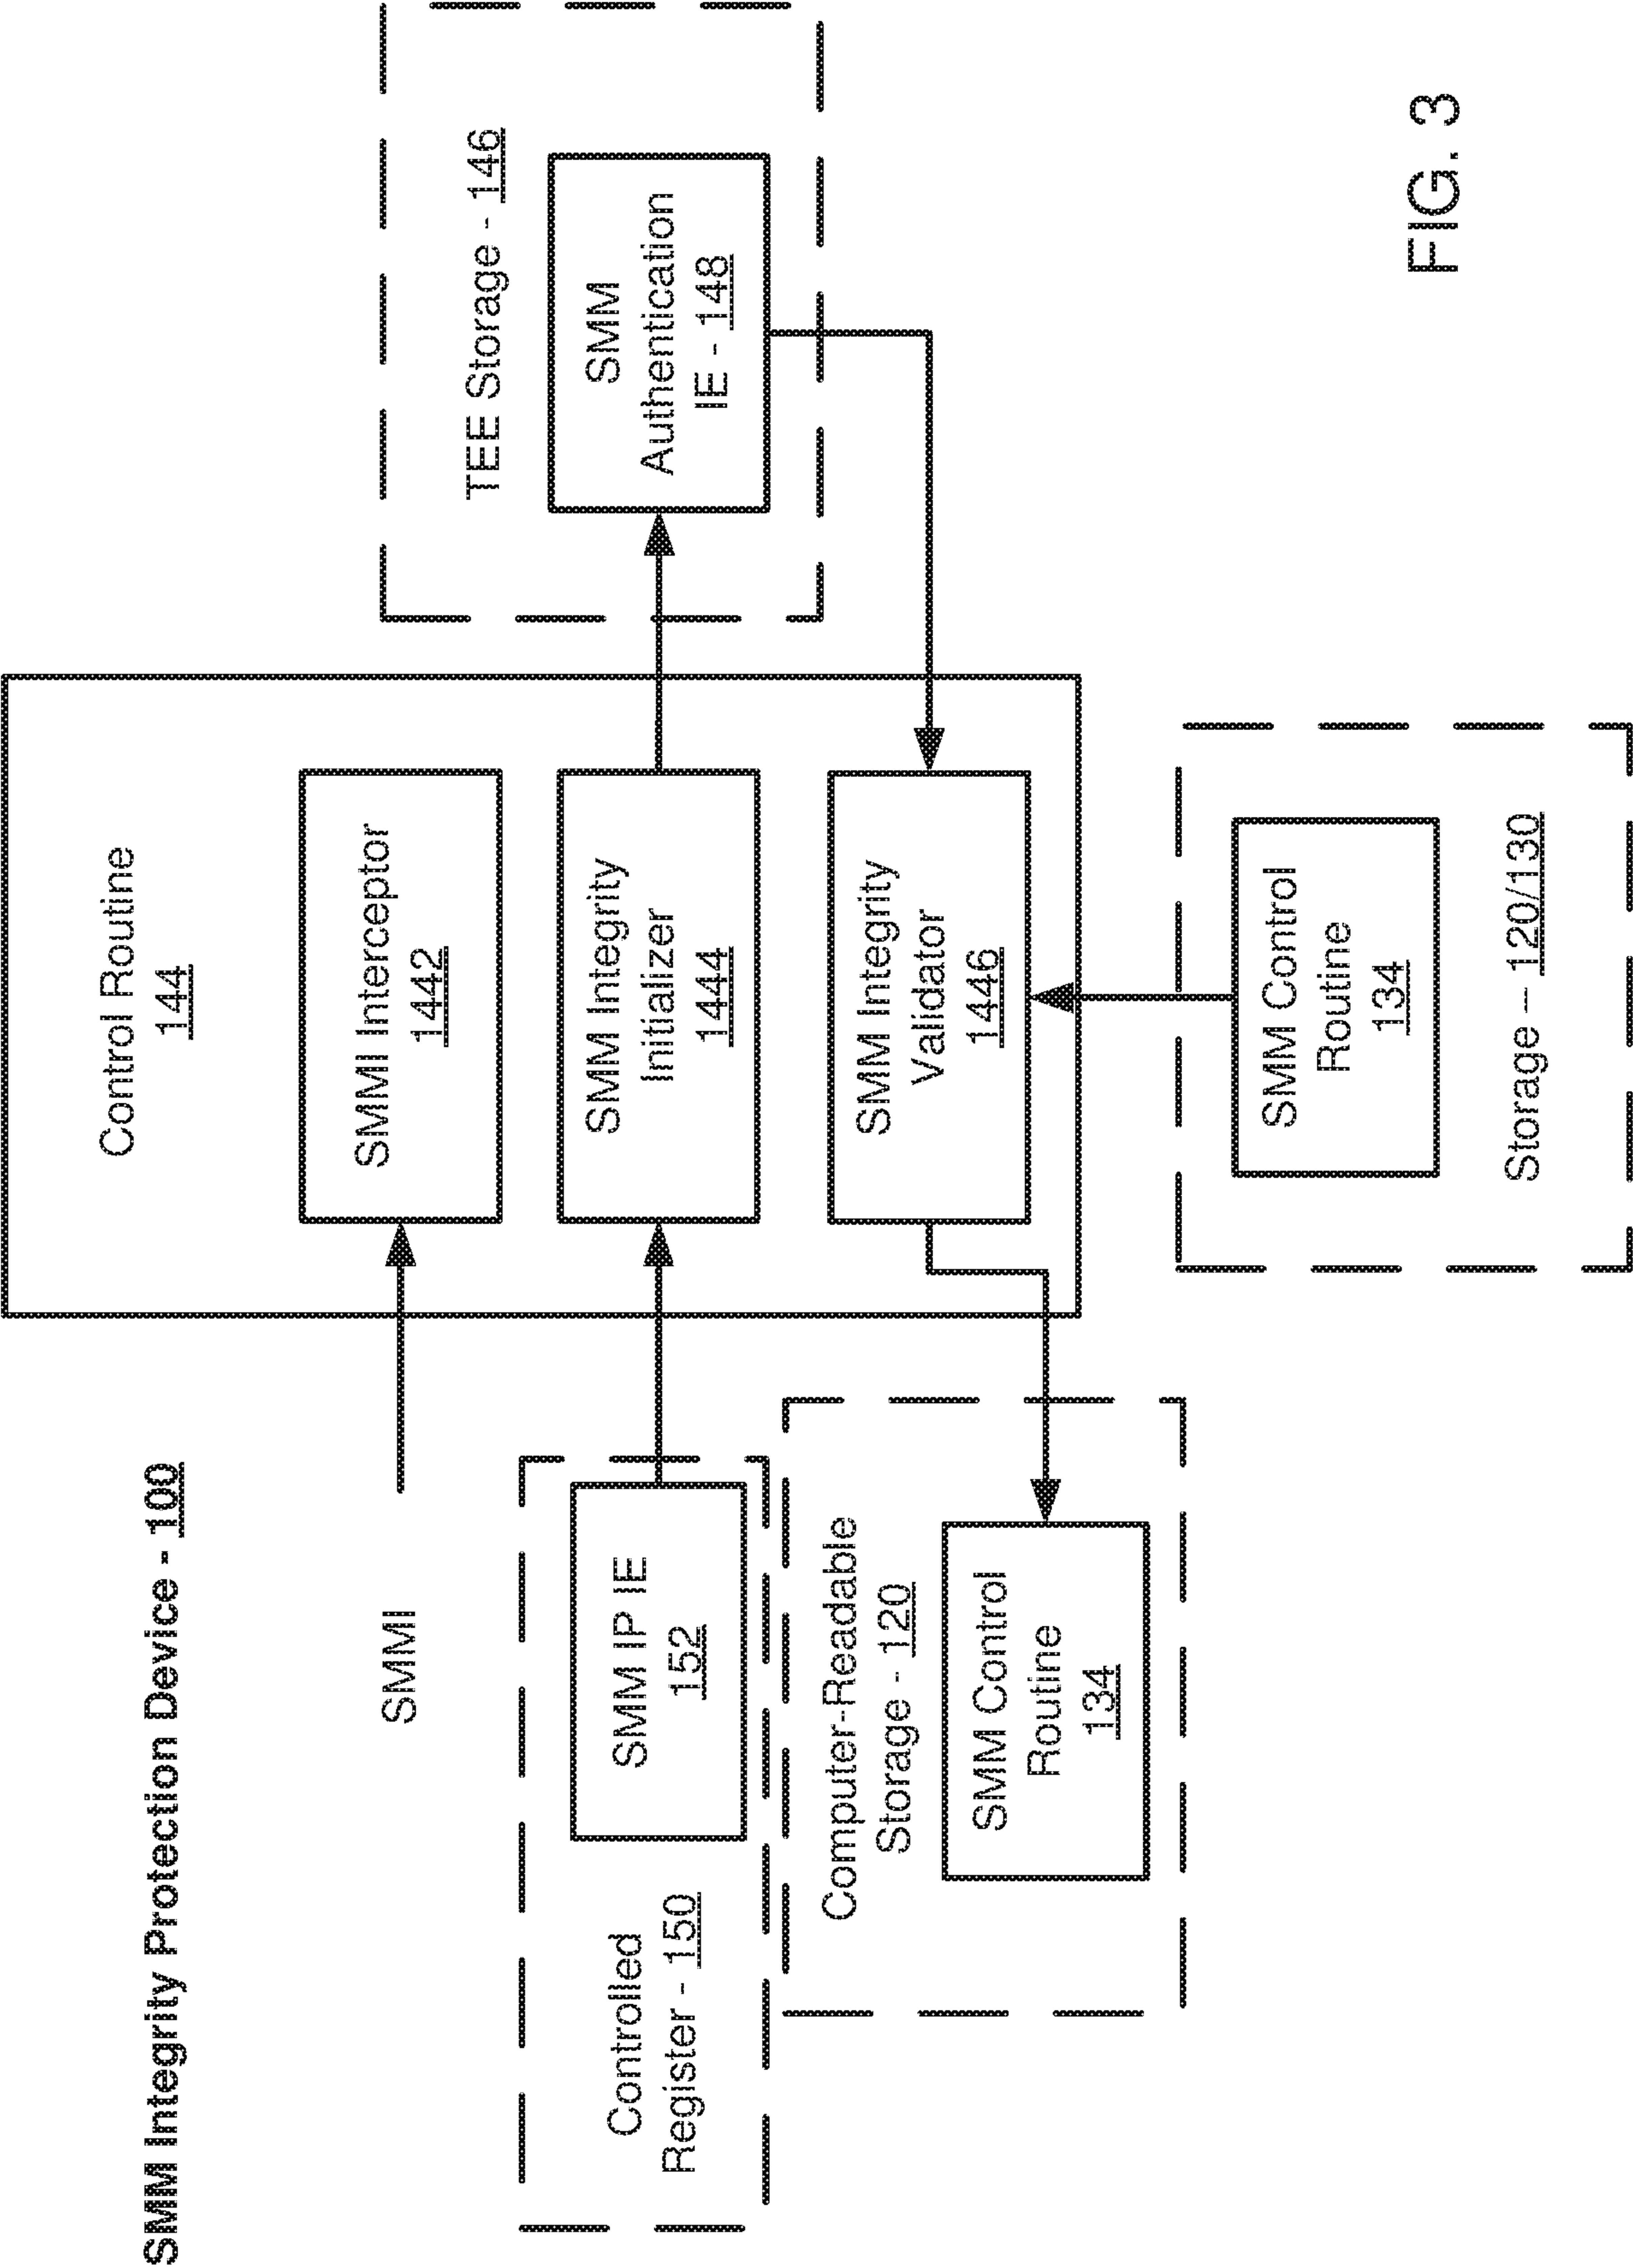 SMM Integrity Protection Device - 100
Control Routine
144
SMMI
SMMI Interceptor
1442
TEE Storage - 146
Controlled
Register - 150
SMM IP IE
152
SMM Integrity
Initializer
1444
SMM
Authentication
IE - 148
Computer-Readable
Storage - 120
SMM Control
Routine
134
SMM Integrity
Validator
1446
SMM Control
Routine
134
Storage -- 120/130
FIG. 3